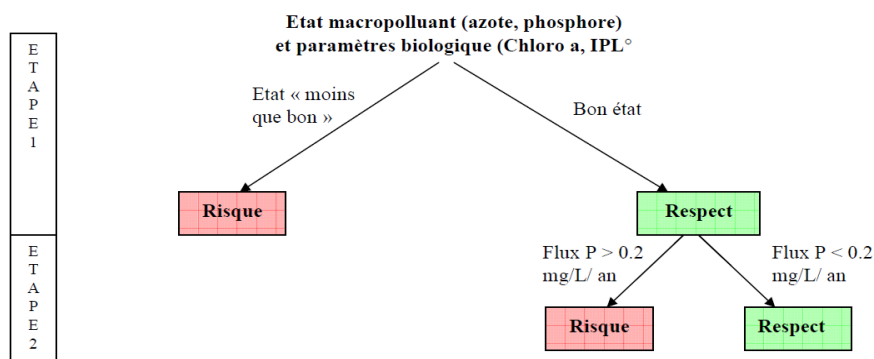 Etat macropolluant (azote, phosphore)
et paramètres biologique (Chloro a, IPL°
E
T
A
P
E
1
Etat « moins
que bon »
Bon état
Risque
Respect
E
T
A
P
E
2
Flux P > 0.2
mg/L/ an
Flux P < 0.2
mg/L/ an
Risque
Respect